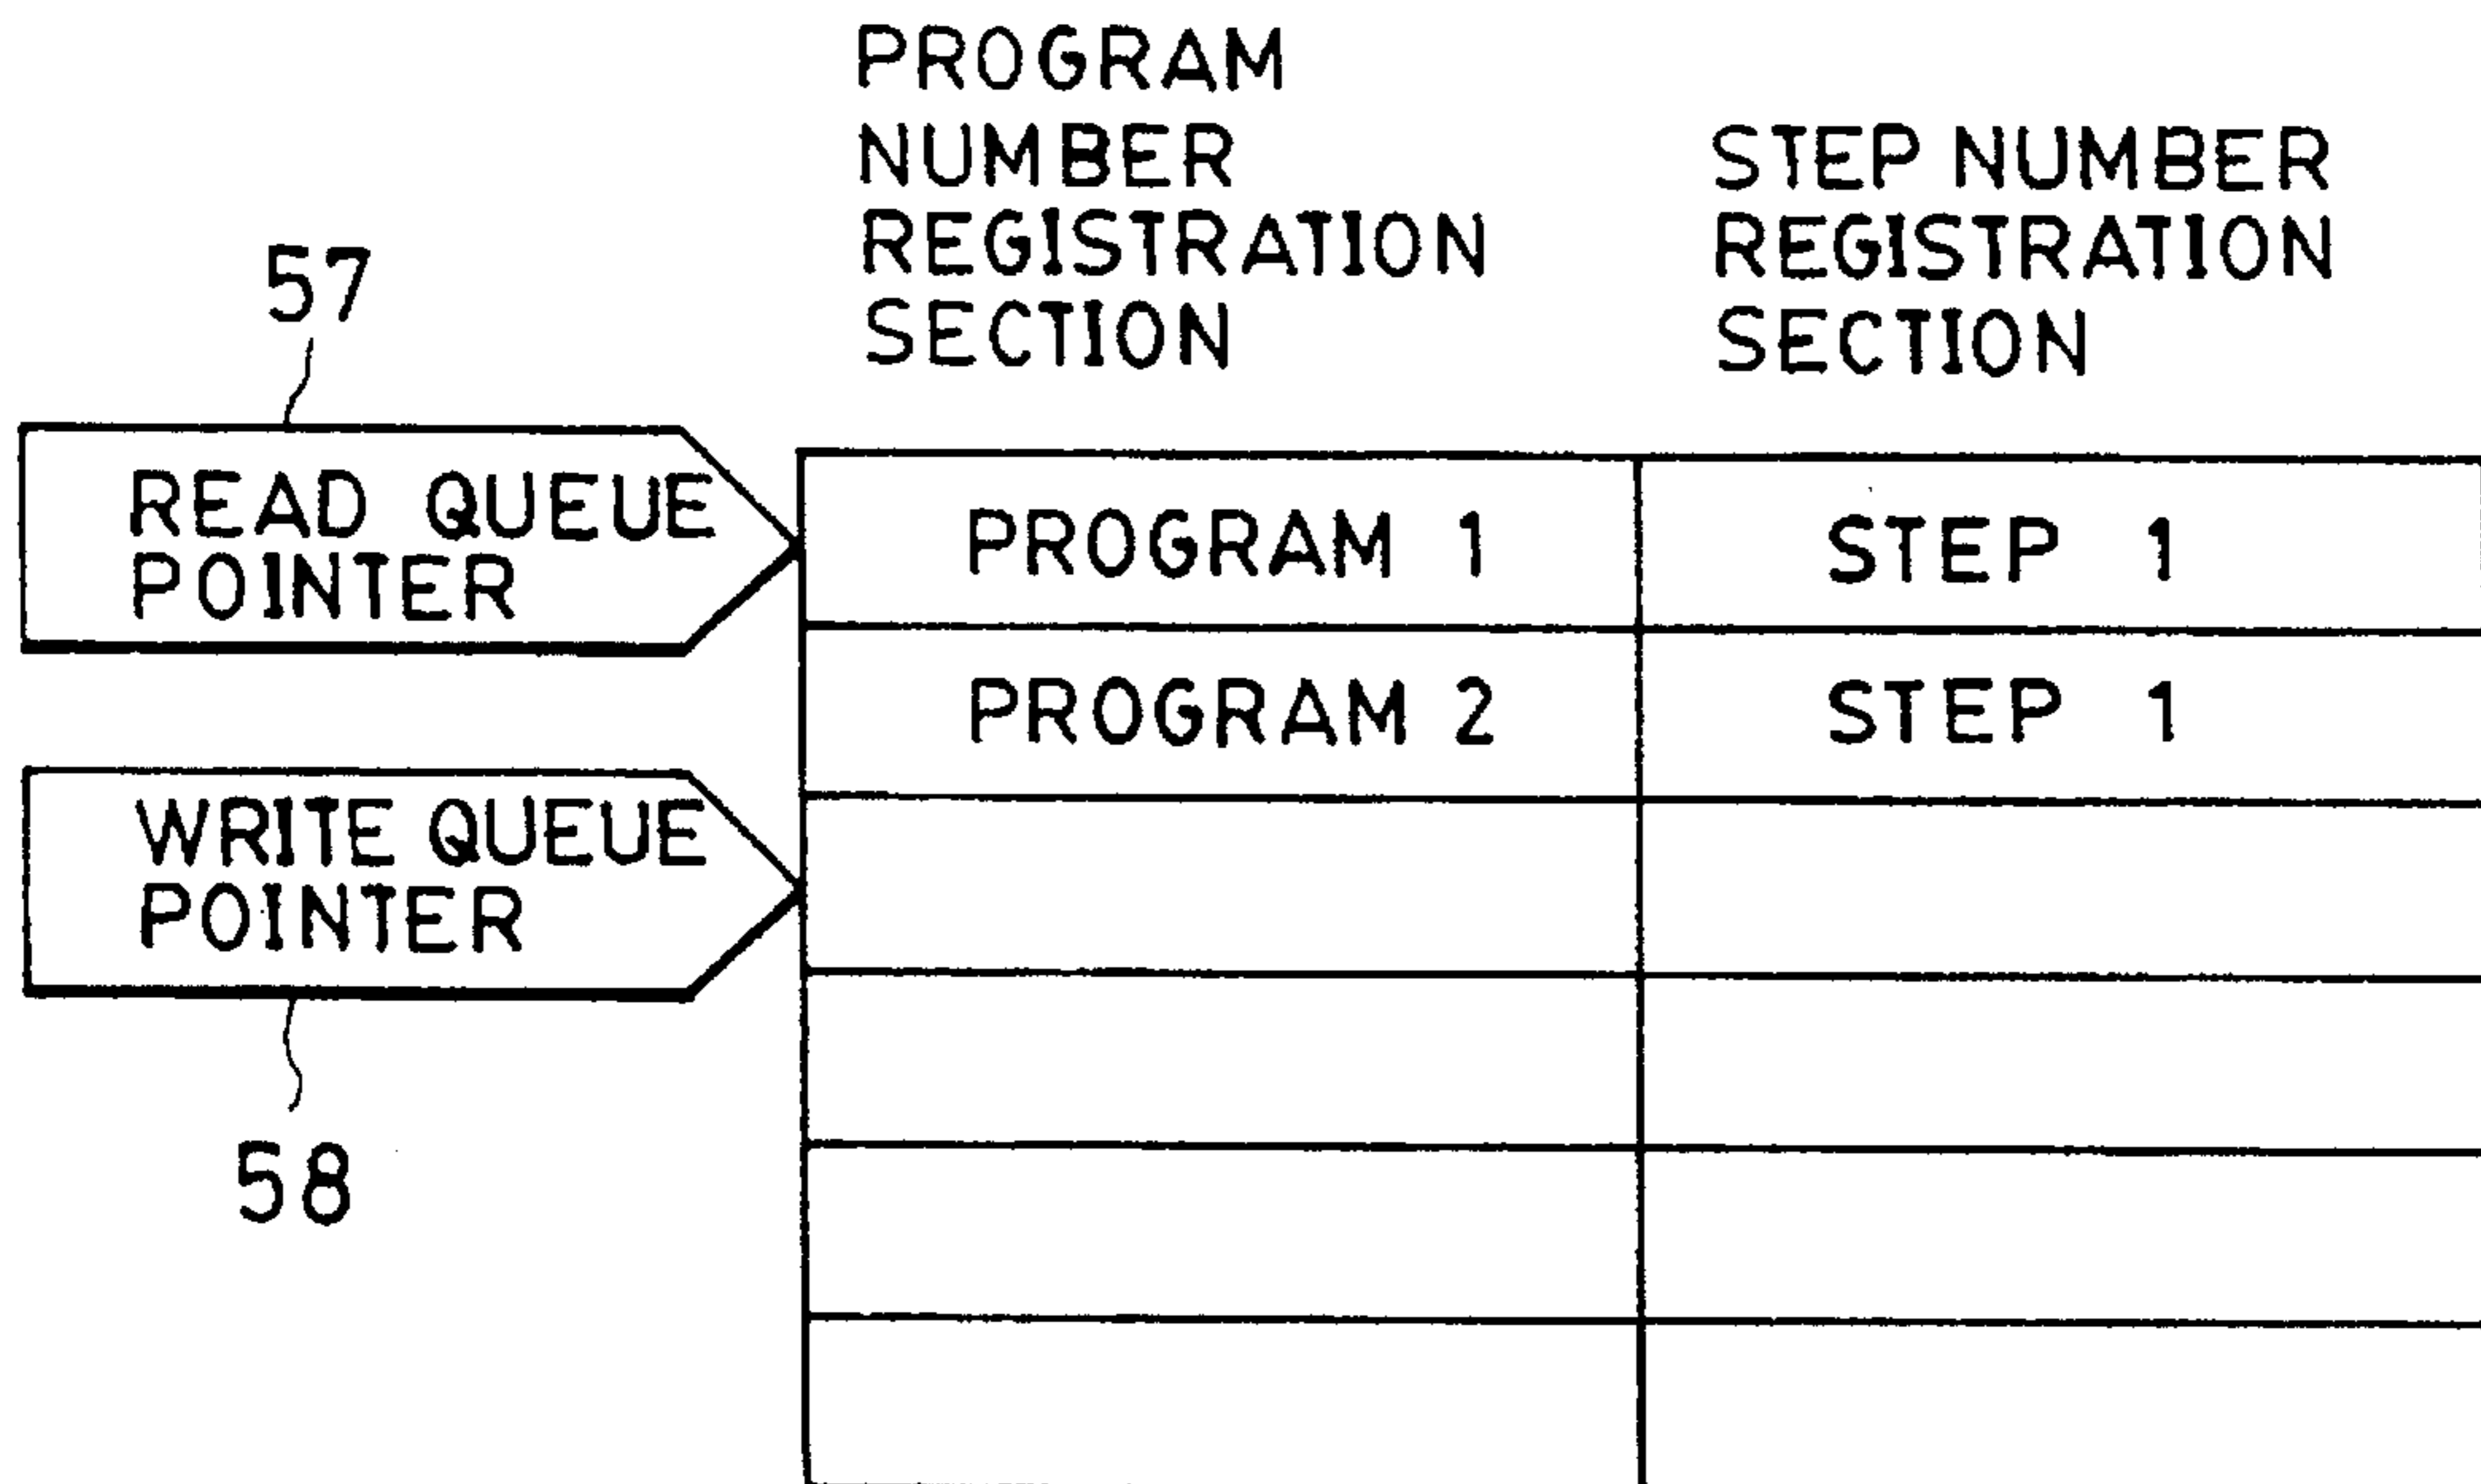 PROGRAM
NUMBER
REGISTRATION
SECTION
STEP NUMBER
REGISTRATION
SECTION
57
READ QUEUE
POINTER
PROGRAM 1
STEP 1
PROGRAM 2
STEP 1
WRITE QUEUE
POINTER
58